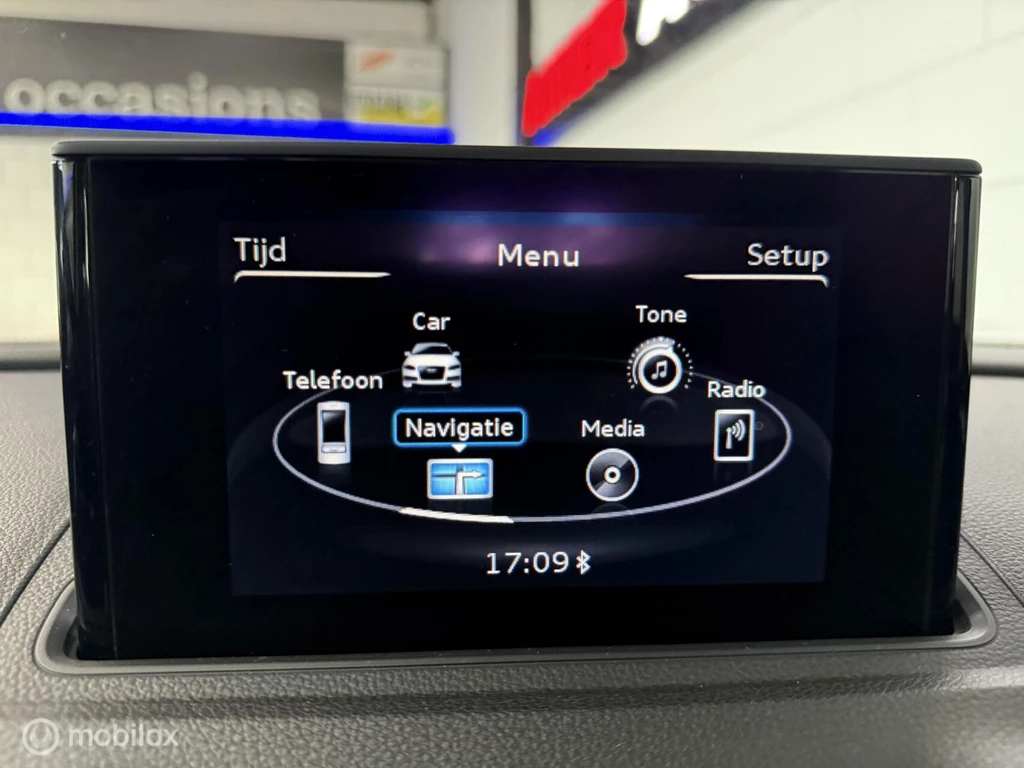 occasions
Tijd
Menu
Setup
Car
Tone
Telefoon
Radio
Navigatie
Media
17:09
mobilox